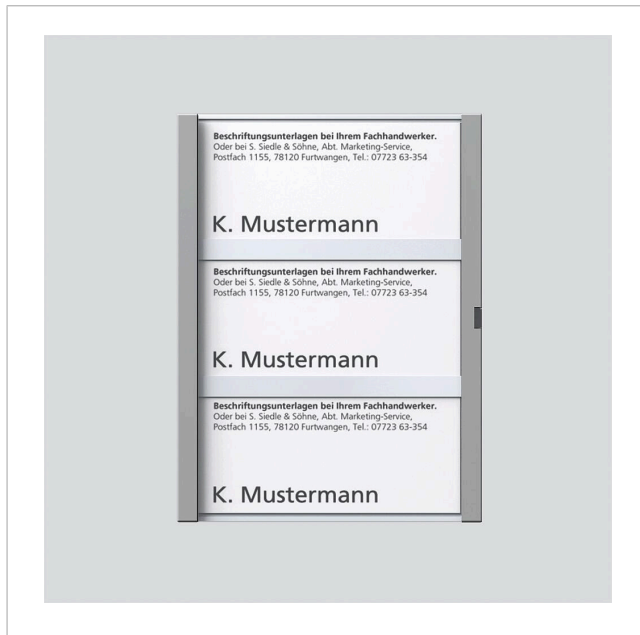 Beschriftungsunterlagen bei Ihrem Fachhandwerker.
Oder bei S. Siedle & Söhne, Abt. Marketing-Service,
Postfach 1155, 78120 Furtwangen, Tel.: 07723 63-354
K. Mustermann
Beschriftungsunterlagen bei Ihrem Fachhandwerker.
Oder bei S. Siedle & Söhne, Abt. Marketing-Service,
Postfach 1155, 78120 Furtwangen, Tel.: 07723 63-354
K. Mustermann
Beschriftungsunterlagen bei Ihrem Fachhandwerker.
Oder bei S. Siedle & Söhne, Abt. Marketing-Service,
Postfach 1155, 78120 Furtwangen, Tel.: 07723 63-354
K. Mustermann